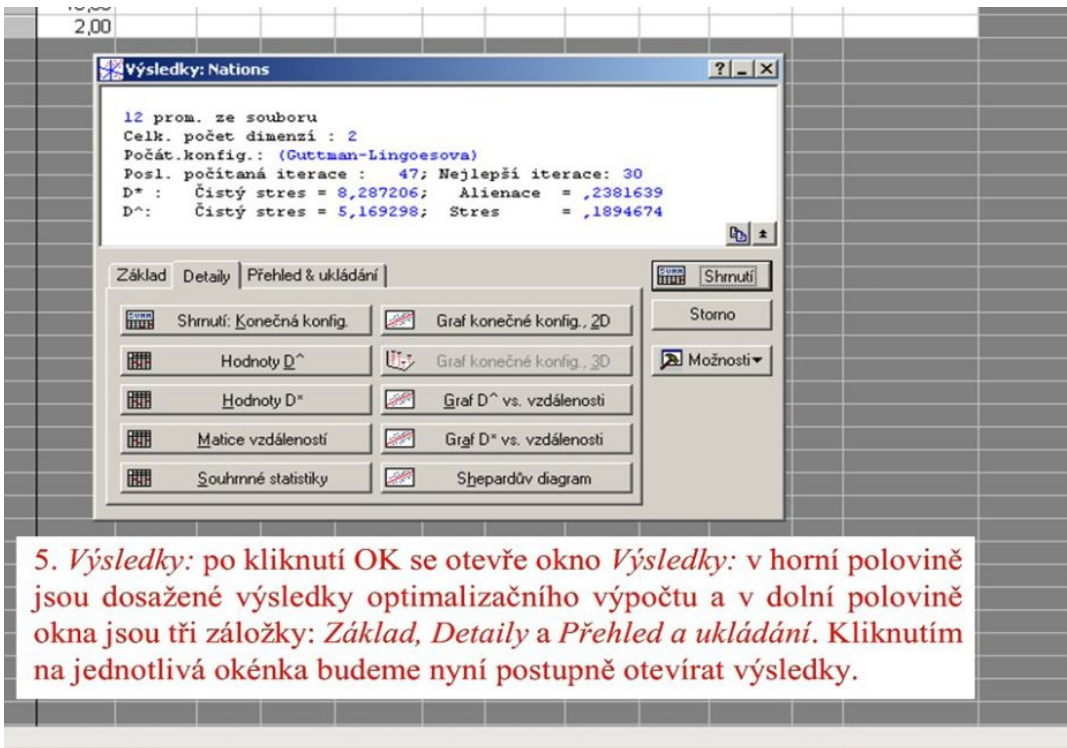 2,00
Výsledky: Nations
12 prom. ze souboru
Celk. počet dimenzí : 2
Počát.konfig.: (Guttman-Lingoesova)
Posl. počítaná iterace : 47; Nejlepší iterace: 30
D* : Čistý stres = 8,287206; Alienace = ,2381639
D^: Čistý stres = 5,169298; Stres = ,1894674
Základ Detaily Přehled & ukládání
Shrnutí
Storno
Možnosti
Shrnutí: Konečná konfig. Graf konečné konfig., 2D
Hodnoty D^ Graf konečné konfig., 3D
Hodnoty D* Graf D^ vs. vzdálenosti
Matice vzdáleností Graf D* vs. vzdálenosti
Souhrnné statistiky Shepardův diagram
5. Výsledky: po kliknutí OK se otevře okno Výsledky: v horní polovině
jsou dosažené výsledky optimalizačního výpočtu a v dolní polovině
okna jsou tři záložky: Základ, Detaily a Přehled a ukládání. Kliknutím
na jednotlivá okénka budeme nyní postupně otevírat výsledky.